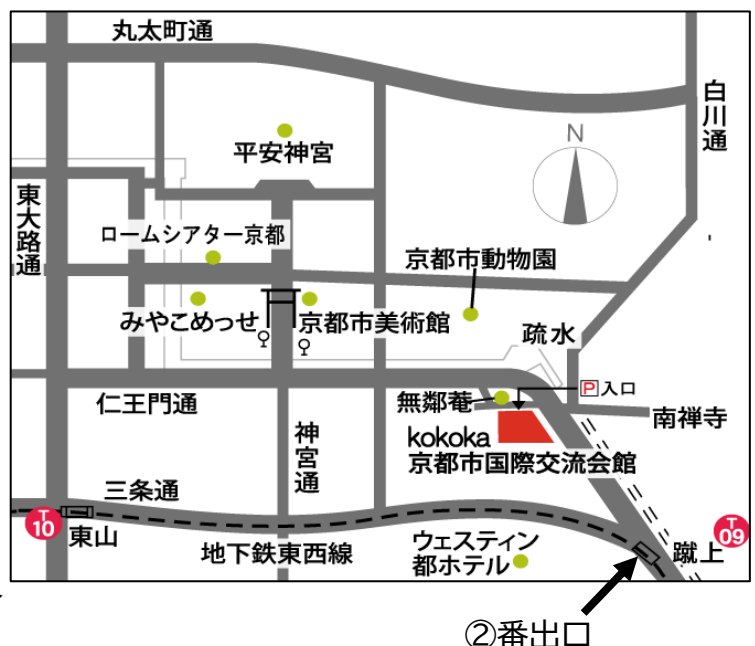 丸太町通
白川通
N
平安神宮
東大路通
ロームシアター京都
京都市動物園
みやこめっせ
京都市美術館
疏水
P入口
仁王門通
無鄰菴
南禅寺
神宮通
kokoka
京都市国際交流会館
三条通
T
10
東山
地下鉄東西線
ウェスティン
都ホテル
蹴上
T
09
②番出口